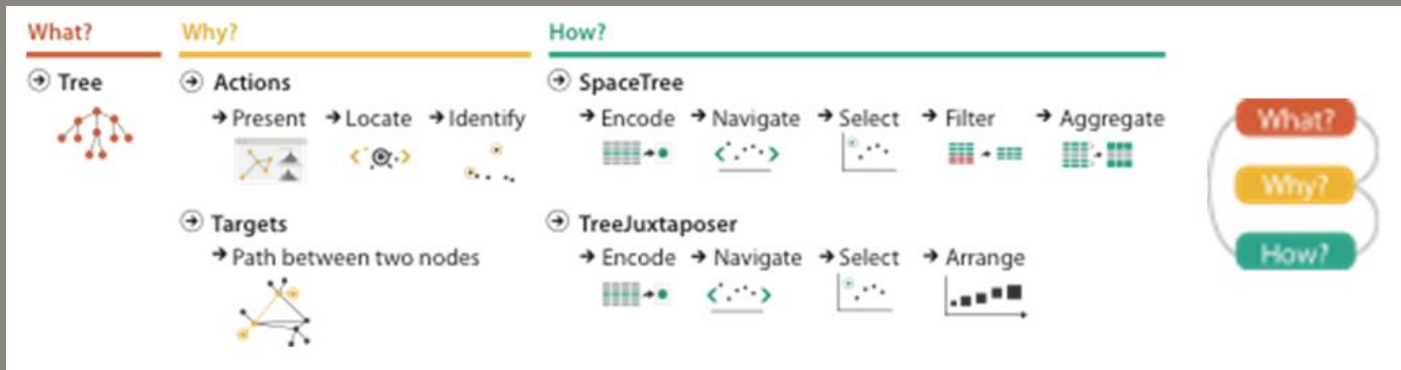 What?
Why?
How?
Tree
Actions
SpaceTree
Present Locate Identify
Encode Navigate Select Filter Aggregate
Targets
TreeJuxtaposer
Path between two nodes
Encode Navigate Select Arrange
What?
Why?
How?